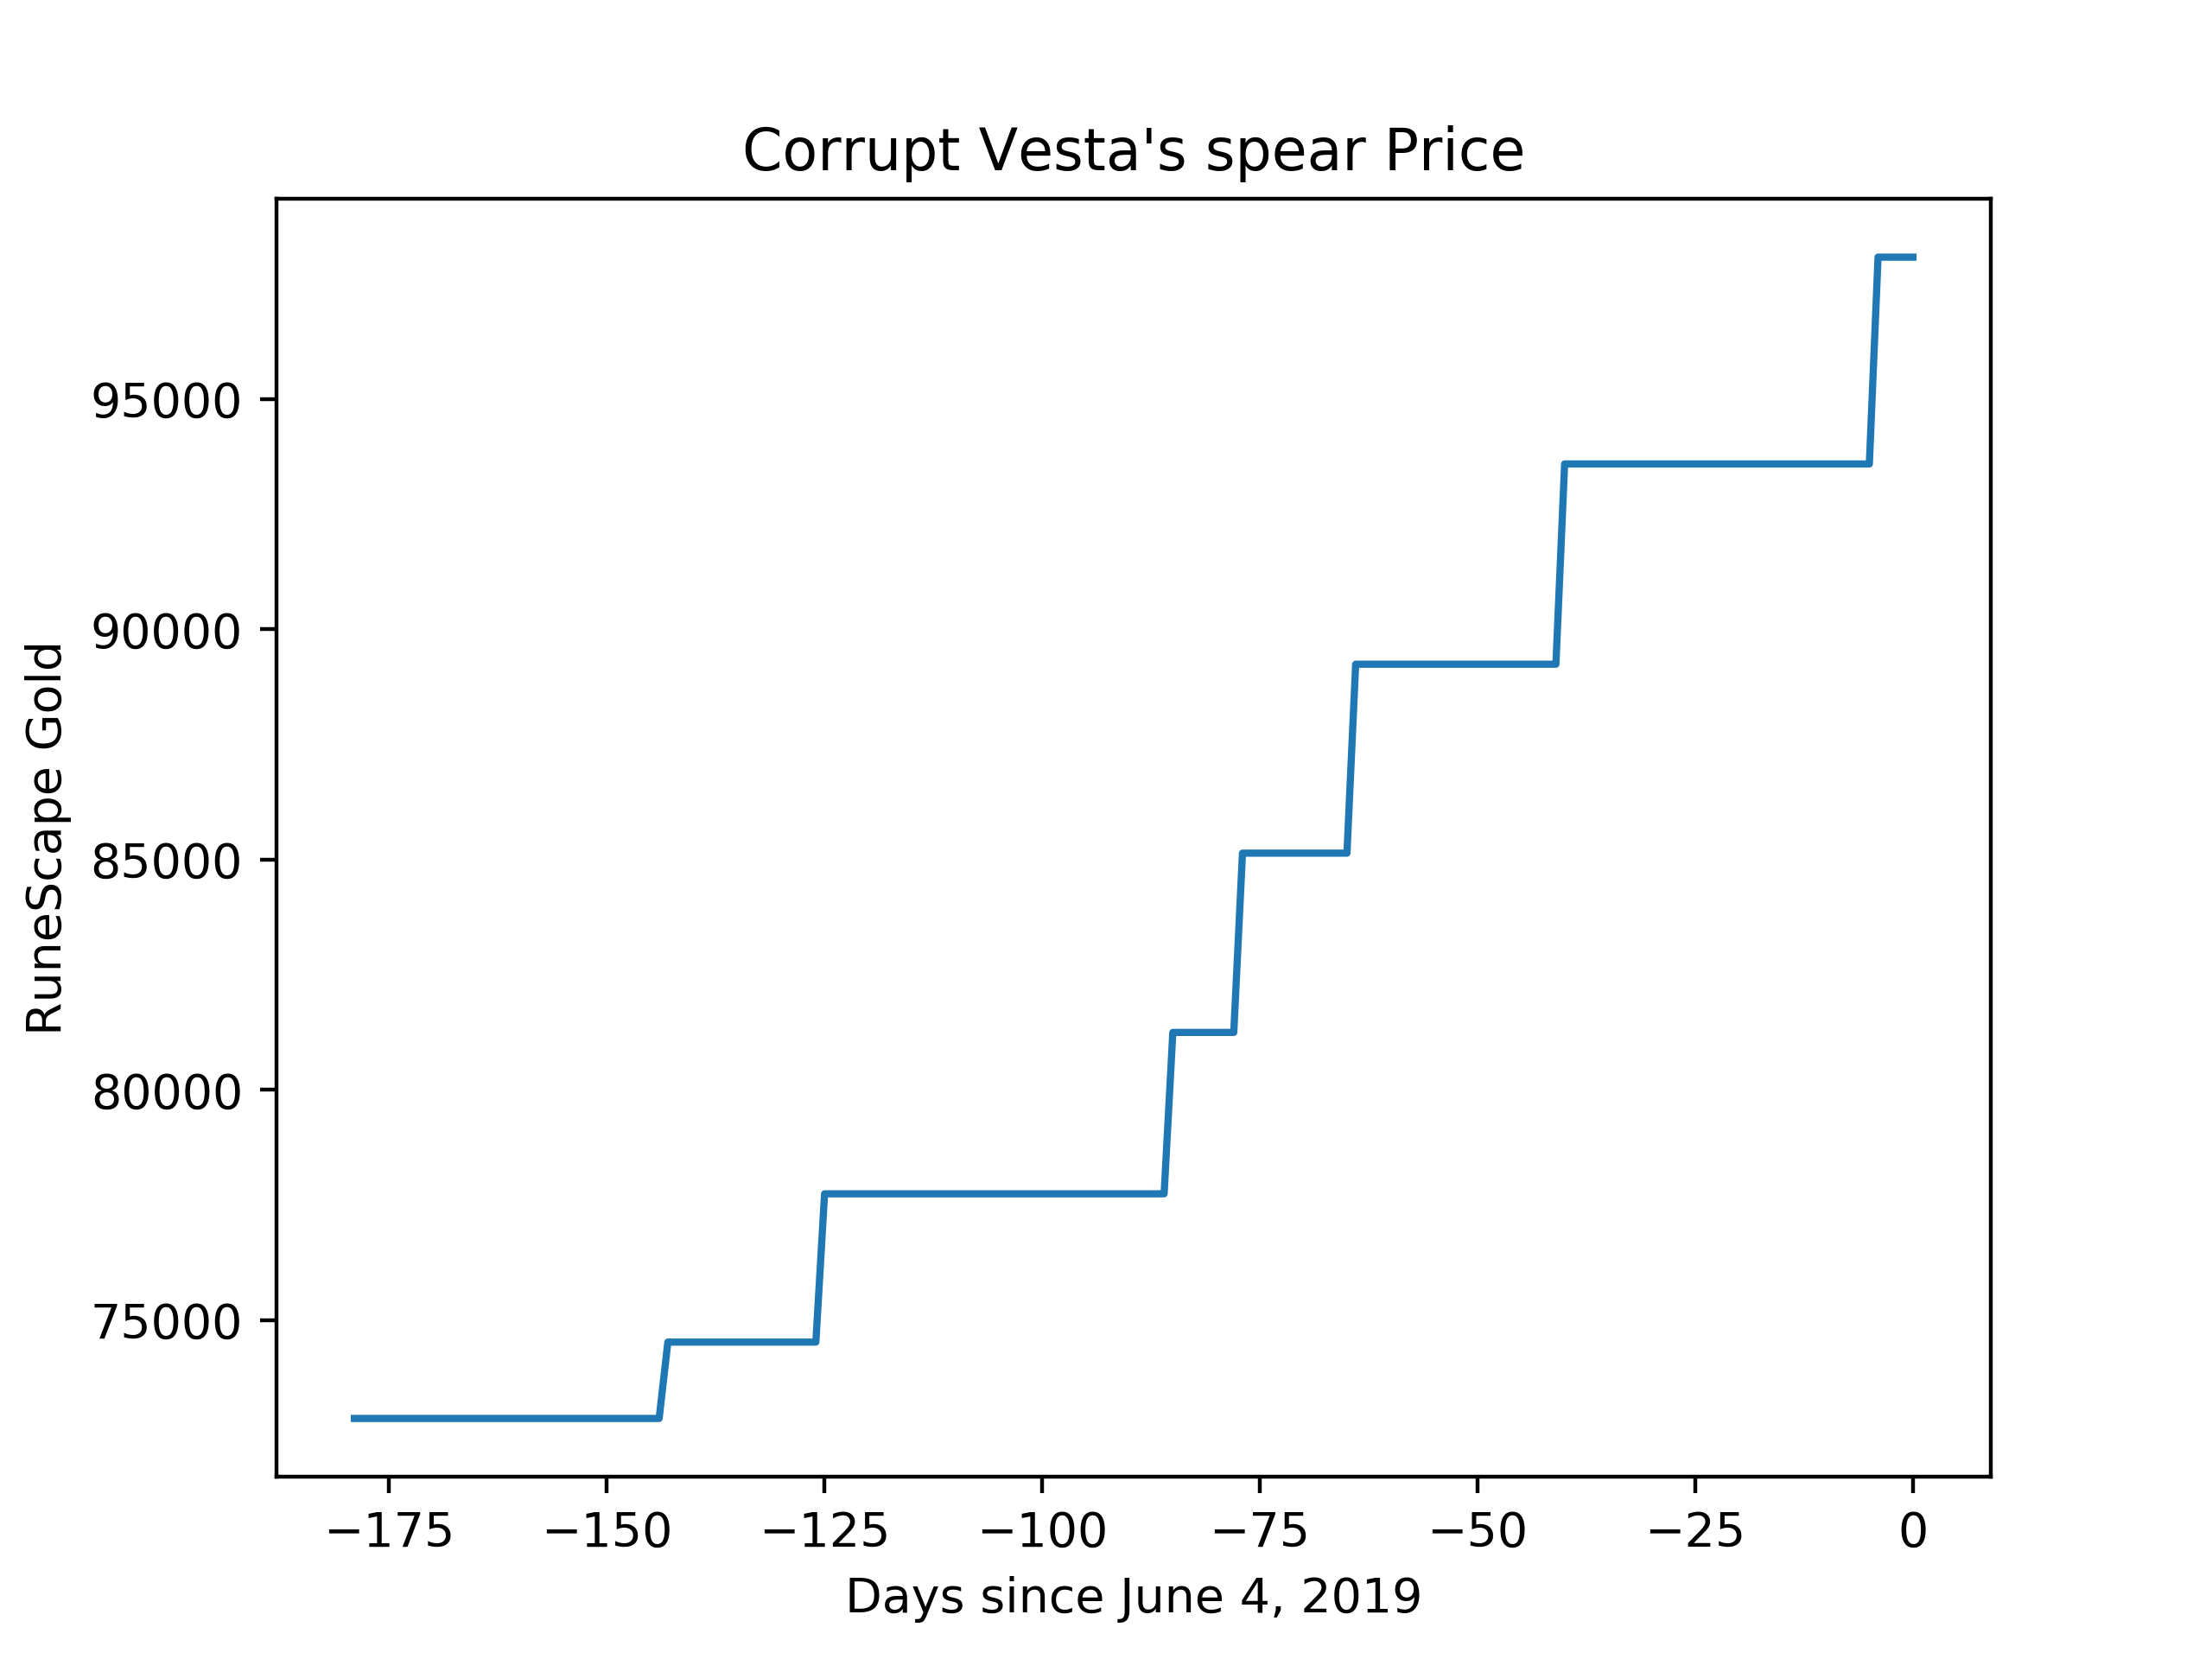 Corrupt Vesta's spear Price
RuneScape Gold
95000
90000
85000
80000
75000
−175 −150 −125 −100 −75 −50 −25 0
Days since June 4, 2019